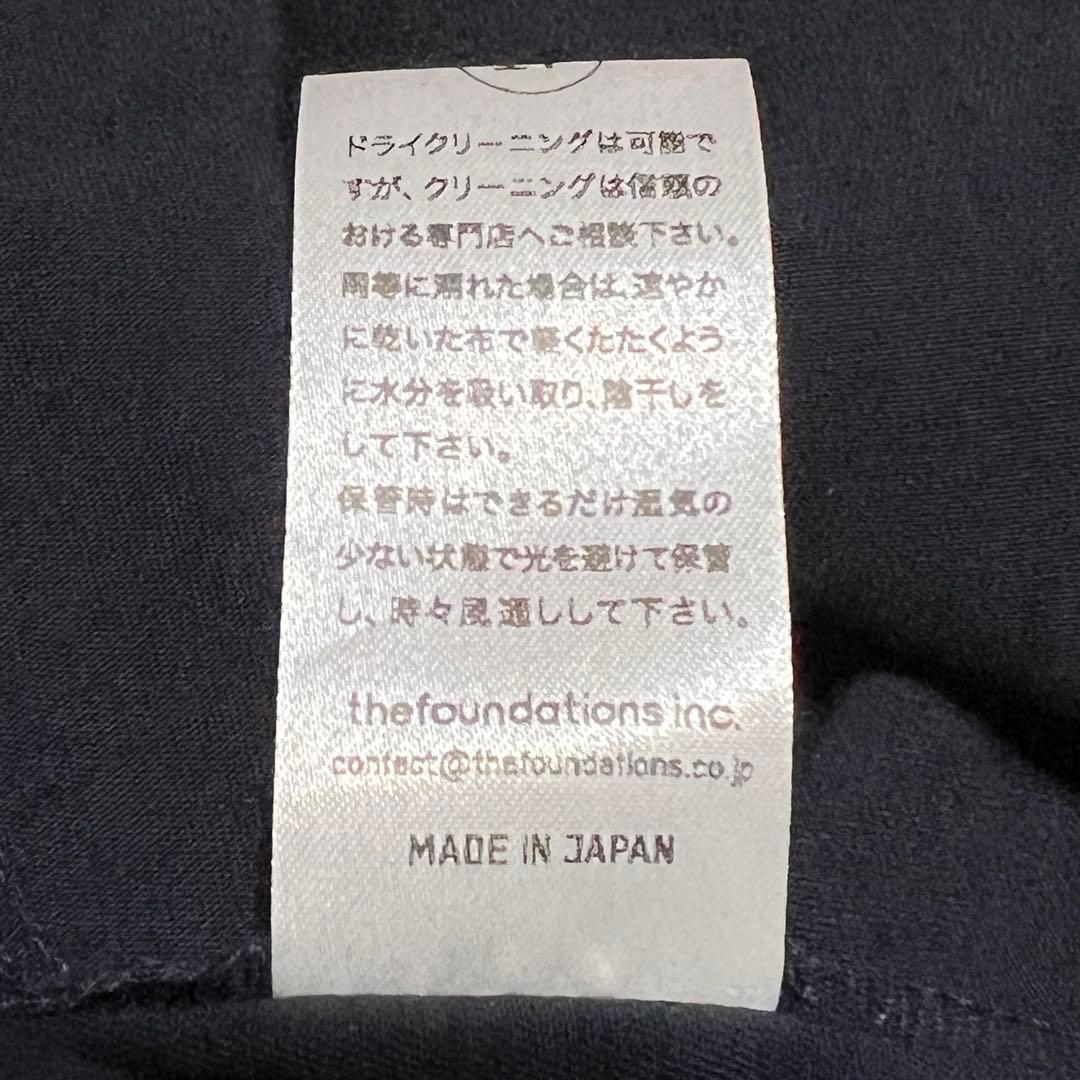 ドライクリーニングは可能で
すが、クリーニングは信頼の
おける専門店へご相談下さい。
雨等に濡れた場合は、速やか
に乾いた布で軽くたたくよう
に水分を吸い取り、陰干しを
して下さい。
保管時はできるだけ湿気の
少ない状態で光を避けて保管
し、時々風通しして下さい。
thefoundations inc.
contact@thefoundations.co.jp
MADE IN JAPAN